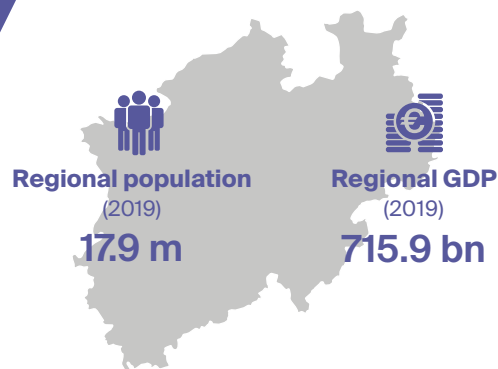 Regional population
(2019)
17.9 m
€
Regional GDP
(2019)
715.9 bn